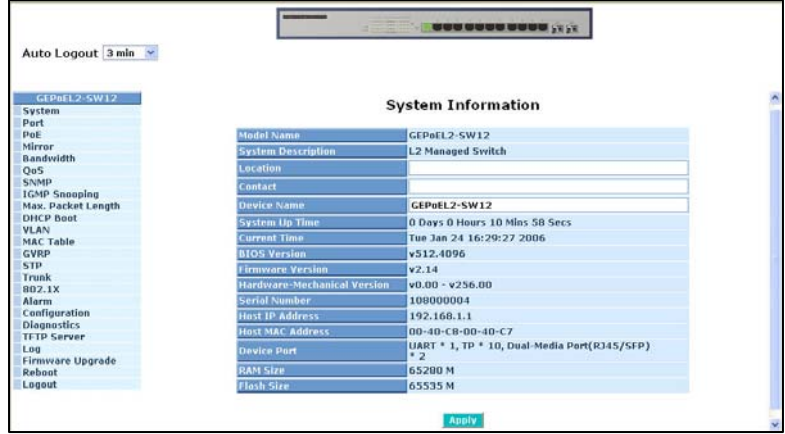 Auto Logout 3 min
GEPoEL2-SW12
System
Port
PoE
Mirror
Bandwidth
QoS
SNMP
IGMP Snooping
Max. Packet Length
DHCP Boot
VLAN
MAC Table
GVRP
STP
Trunk
802.1X
Alarm
Configuration
Diagnostics
TFTP Server
Log
Firmware Upgrade
Reboot
Logout
System Information
Model Name GEPoEL2-SW12
System Description L2 Managed Switch
Location
Contact
Device Name GEPoEL2-SW12
System Up Time 0 Days 0 Hours 10 Mins 58 Secs
Current Time Tue Jan 24 16:29:27 2006
BIOS Version v512.4096
Firmware Version v2.14
Hardware-Mechanical Version v0.00 - v256.00
Serial Number 108000004
Host IP Address 192.168.1.1
Host MAC Address 00-40-C8-00-40-C7
Device Port UART * 1, TP * 10, Dual-Media Port(RJ45/SFP)
* 2
RAM Size 65280 M
Flash Size 65535 M
Apply